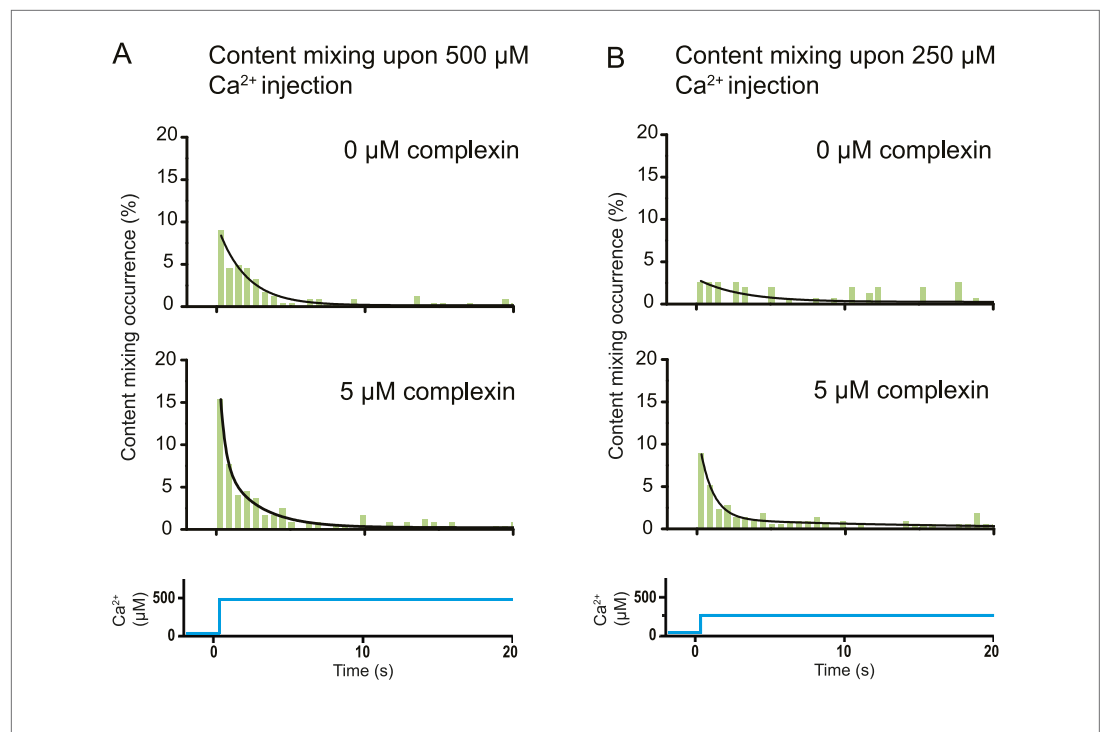 A
Content mixing upon 500 µM
Ca²⁺ injection
Content mixing occurrence (%)
20
15
10
5
0
0 µM complexin
20
15
10
5
0
5 µM complexin
Ca²⁺
(µM)
500
0
0
10
20
Time (s)
B
Content mixing upon 250 µM
Ca²⁺ injection
Content mixing occurrence (%)
20
15
10
5
0
0 µM complexin
20
15
10
5
0
5 µM complexin
Ca²⁺
(µM)
500
0
0
10
20
Time (s)